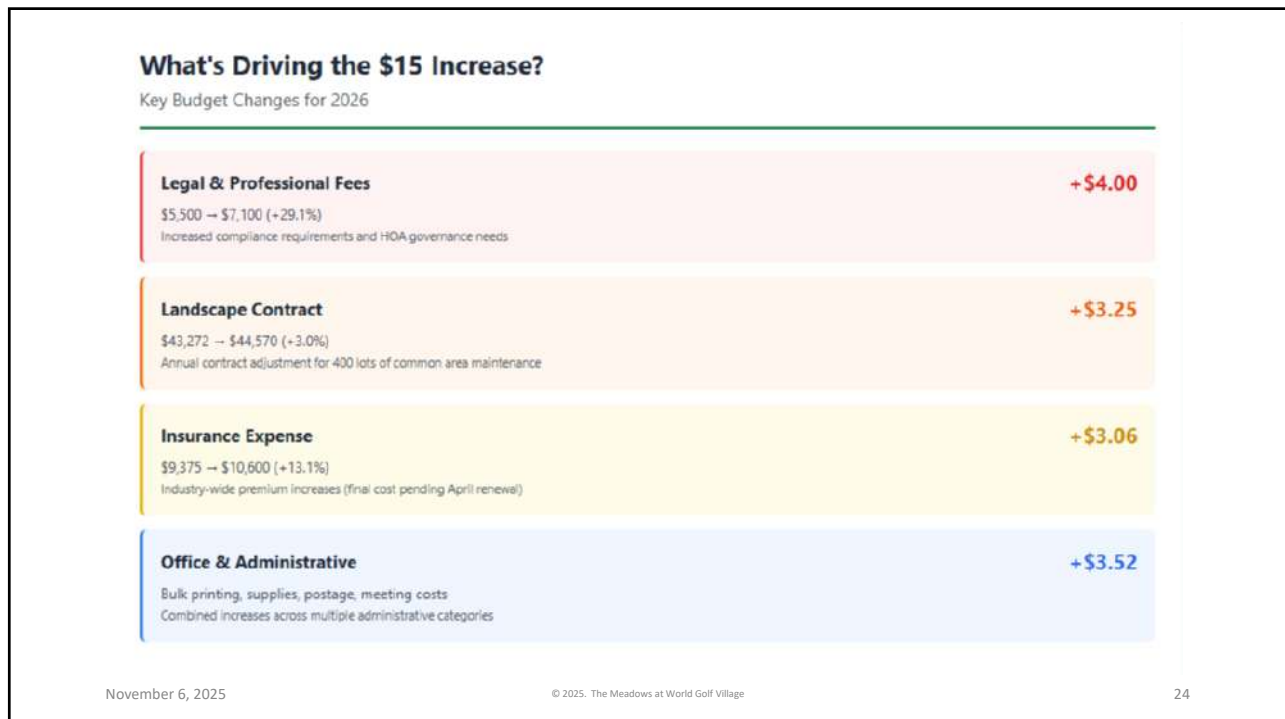 What's Driving the $15 Increase?
Key Budget Changes for 2026
Legal & Professional Fees
+$4.00
$5,500 → $7,100 (+29.1%)
Increased compliance requirements and HOA governance needs
Landscape Contract
+$3.25
$43,272 → $44,570 (+3.0%)
Annual contract adjustment for 400 lots of common area maintenance
Insurance Expense
+$3.06
$9,375 → $10,600 (+13.1%)
Industry-wide premium increases (final cost pending April renewal)
Office & Administrative
+$3.52
Bulk printing, supplies, postage, meeting costs
Combined increases across multiple administrative categories
November 6, 2025
© 2025. The Meadows at World Golf Village
24